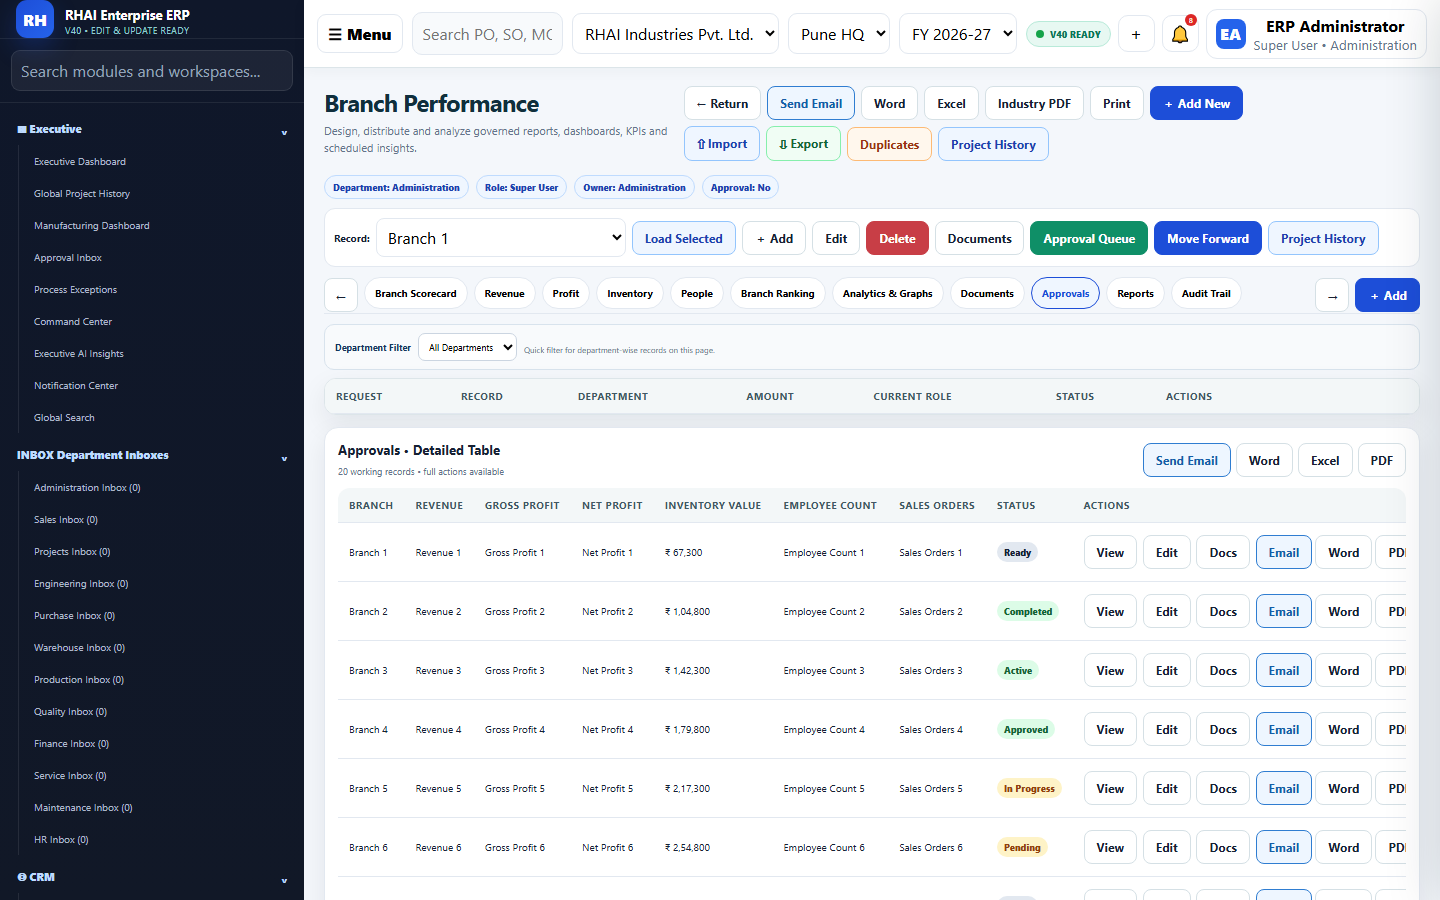 RH
RHAI Enterprise ERP
V40 • EDIT & UPDATE READY
Search modules and workspaces...
Executive
Executive Dashboard
Global Project History
Manufacturing Dashboard
Approval Inbox
Process Exceptions
Command Center
Executive AI Insights
Notification Center
Global Search
INBOX Department Inboxes
Administration Inbox (0)
Sales Inbox (0)
Projects Inbox (0)
Engineering Inbox (0)
Purchase Inbox (0)
Warehouse Inbox (0)
Production Inbox (0)
Quality Inbox (0)
Finance Inbox (0)
Service Inbox (0)
Maintenance Inbox (0)
HR Inbox (0)
CRM
☰ Menu
Search PO, SO, MO
RHAI Industries Pvt. Ltd.
Pune HQ
FY 2026-27
V40 READY
+
8
EA
ERP Administrator
Super User • Administration
Branch Performance
Design, distribute and analyze governed reports, dashboards, KPIs and
scheduled insights.
← Return Send Email Word Excel Industry PDF Print + Add New
⇧ Import ⇩ Export Duplicates Project History
Department: Administration Role: Super User Owner: Administration Approval: No
Record: Branch 1 Load Selected + Add Edit Delete Documents Approval Queue Move Forward Project History
← Branch Scorecard Revenue Profit Inventory People Branch Ranking Analytics & Graphs Documents Approvals Reports Audit Trail → + Add
Department Filter All Departments Quick filter for department-wise records on this page.
REQUEST RECORD DEPARTMENT AMOUNT CURRENT ROLE STATUS ACTIONS
Approvals • Detailed Table
20 working records • full actions available
Send Email Word Excel PDF
BRANCH REVENUE GROSS PROFIT NET PROFIT INVENTORY VALUE EMPLOYEE COUNT SALES ORDERS STATUS ACTIONS
Branch 1 Revenue 1 Gross Profit 1 Net Profit 1 ₹ 67,300 Employee Count 1 Sales Orders 1 Ready View Edit Docs Email Word PD
Branch 2 Revenue 2 Gross Profit 2 Net Profit 2 ₹ 1,04,800 Employee Count 2 Sales Orders 2 Completed View Edit Docs Email Word PD
Branch 3 Revenue 3 Gross Profit 3 Net Profit 3 ₹ 1,42,300 Employee Count 3 Sales Orders 3 Active View Edit Docs Email Word PD
Branch 4 Revenue 4 Gross Profit 4 Net Profit 4 ₹ 1,79,800 Employee Count 4 Sales Orders 4 Approved View Edit Docs Email Word PD
Branch 5 Revenue 5 Gross Profit 5 Net Profit 5 ₹ 2,17,300 Employee Count 5 Sales Orders 5 In Progress View Edit Docs Email Word PD
Branch 6 Revenue 6 Gross Profit 6 Net Profit 6 ₹ 2,54,800 Employee Count 6 Sales Orders 6 Pending View Edit Docs Email Word PD